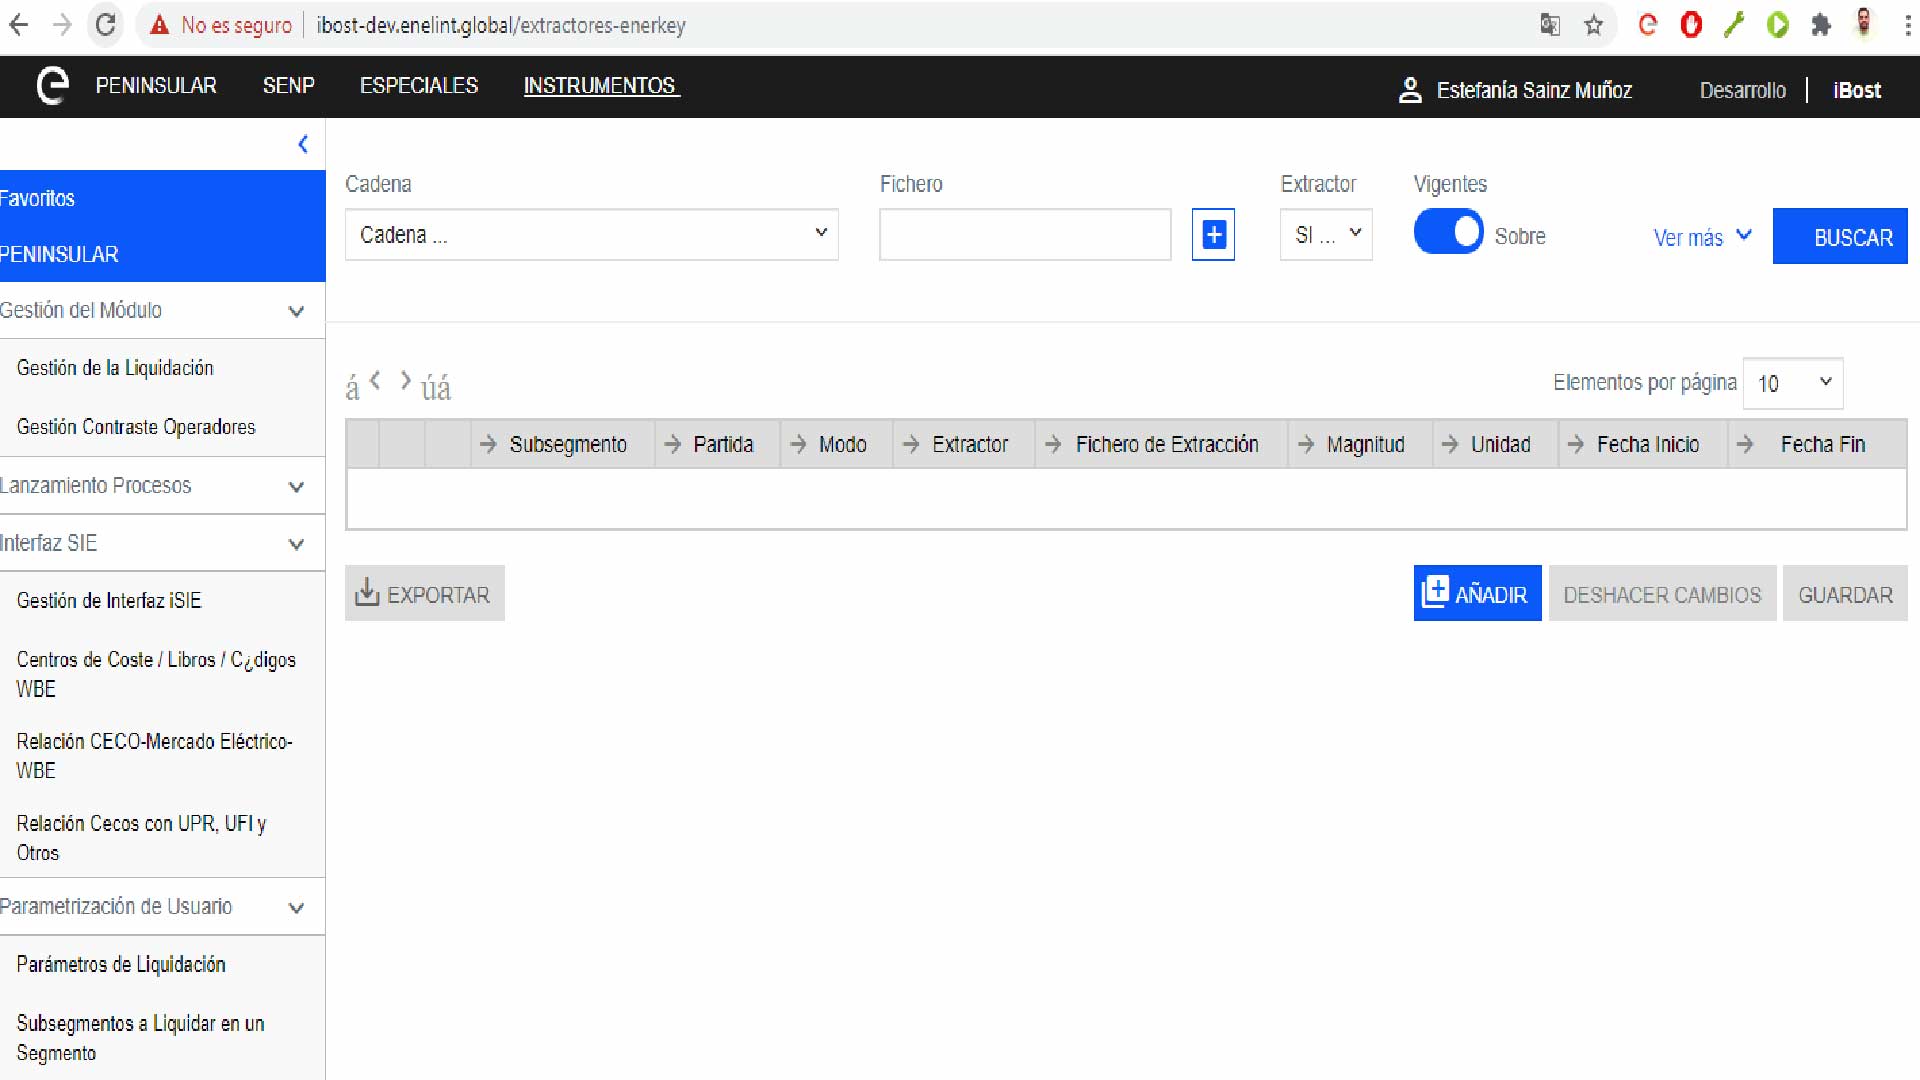 No es seguro ibost-dev.enelint.global/extractores-enerkey
PENINSULAR SENP ESPECIALES INSTRUMENTOS Estefanía Sainz Muñoz Desarrollo iBost
Favoritos
PENINSULAR
Gestión del Módulo
Gestión de la Liquidación
Gestión Contraste Operadores
Lanzamiento Procesos
Interfaz SIE
Gestión de Interfaz iSIE
Centros de Coste / Libros / C¿digos
WBE
Relación CECO-Mercado Eléctrico-
WBE
Relación Cecos con UPR, UFI y
Otros
Parametrización de Usuario
Parámetros de Liquidación
Subsegmentos a Liquidar en un
Segmento
Cadena Fichero Extractor Vigentes
Cadena ... SI ... Sobre Ver más BUSCAR
á < > úá Elementos por página 10
Subsegmento Partida Modo Extractor Fichero de Extracción Magnitud Unidad Fecha Inicio Fecha Fin
EXPORTAR AÑADIR DESHACER CAMBIOS GUARDAR